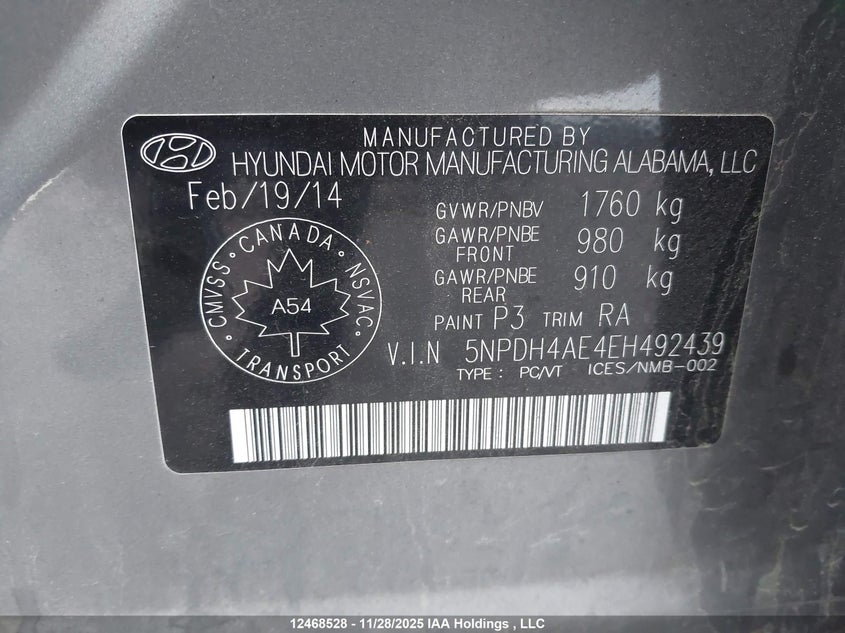 MANUFACTURED BY
HYUNDAI MOTOR MANUFACTURING ALABAMA, LLC
Feb/19/14
GVWR/PNBV 1760 kg
GAWR/PNBE FRONT 980 kg
GAWR/PNBE REAR 910 kg
PAINT P3 TRIM RA
V.I.N 5NPDH4AE4EH492439
TYPE : PC/VT ICES/NMB-002
CMVSS • CANADA • NSVAC • TRANSPORT •
A54
12468528 - 11/28/2025 IAA Holdings , LLC